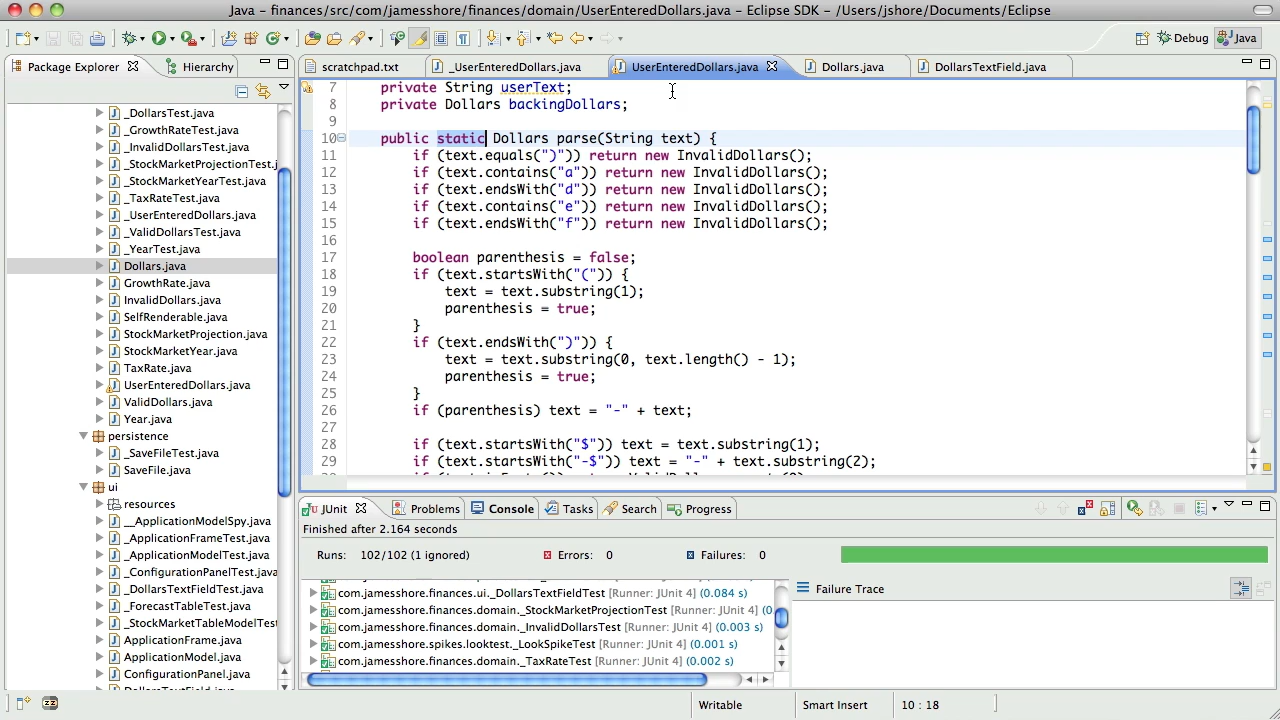 Java – finances/src/com/jamesshore/finances/domain/UserEnteredDollars.java – Eclipse SDK – /Users/jshore/Documents/Eclipse
Debug
Java
Package Explorer
Hierarchy
_DollarsTest.java
_GrowthRateTest.java
_InvalidDollarsTest.java
_StockMarketProjectionTest.j
_StockMarketYearTest.java
_TaxRateTest.java
_UserEnteredDollars.java
_ValidDollarsTest.java
_YearTest.java
Dollars.java
GrowthRate.java
InvalidDollars.java
SelfRenderable.java
StockMarketProjection.java
StockMarketYear.java
TaxRate.java
UserEnteredDollars.java
ValidDollars.java
Year.java
persistence
_SaveFileTest.java
SaveFile.java
ui
resources
__ApplicationModelSpy.java
_ApplicationFrameTest.java
_ApplicationModelTest.java
_ConfigurationPanelTest.java
_DollarsTextFieldTest.java
_ForecastTableTest.java
_StockMarketTableModelTest
ApplicationFrame.java
ApplicationModel.java
ConfigurationPanel.java
scratchpad.txt
_UserEnteredDollars.java
UserEnteredDollars.java
Dollars.java
DollarsTextField.java
7 private String userText;
8 private Dollars backingDollars;
9
10 public static Dollars parse(String text) {
11 if (text.equals(")")) return new InvalidDollars();
12 if (text.contains("a")) return new InvalidDollars();
13 if (text.endsWith("d")) return new InvalidDollars();
14 if (text.contains("e")) return new InvalidDollars();
15 if (text.endsWith("f")) return new InvalidDollars();
16
17 boolean parenthesis = false;
18 if (text.startsWith("(")) {
19 text = text.substring(1);
20 parenthesis = true;
21 }
22 if (text.endsWith(")")) {
23 text = text.substring(0, text.length() - 1);
24 parenthesis = true;
25 }
26 if (parenthesis) text = "-" + text;
27
28 if (text.startsWith("$")) text = text.substring(1);
29 if (text.startsWith("-$")) text = "-" + text.substring(2);
JUnit
Problems
Console
Tasks
Search
Progress
Finished after 2.164 seconds
Runs: 102/102 (1 ignored)
Errors: 0
Failures: 0
com.jamesshore.finances.ui._DollarsTextFieldTest [Runner: JUnit 4] (0.084 s)
com.jamesshore.finances.domain._StockMarketProjectionTest [Runner: JUnit 4] (0
com.jamesshore.finances.domain._InvalidDollarsTest [Runner: JUnit 4] (0.003 s)
com.jamesshore.spikes.looktest._LookSpikeTest [Runner: JUnit 4] (0.001 s)
com.jamesshore.finances.domain._TaxRateTest [Runner: JUnit 4] (0.002 s)
Failure Trace
Writable
Smart Insert
10 : 18